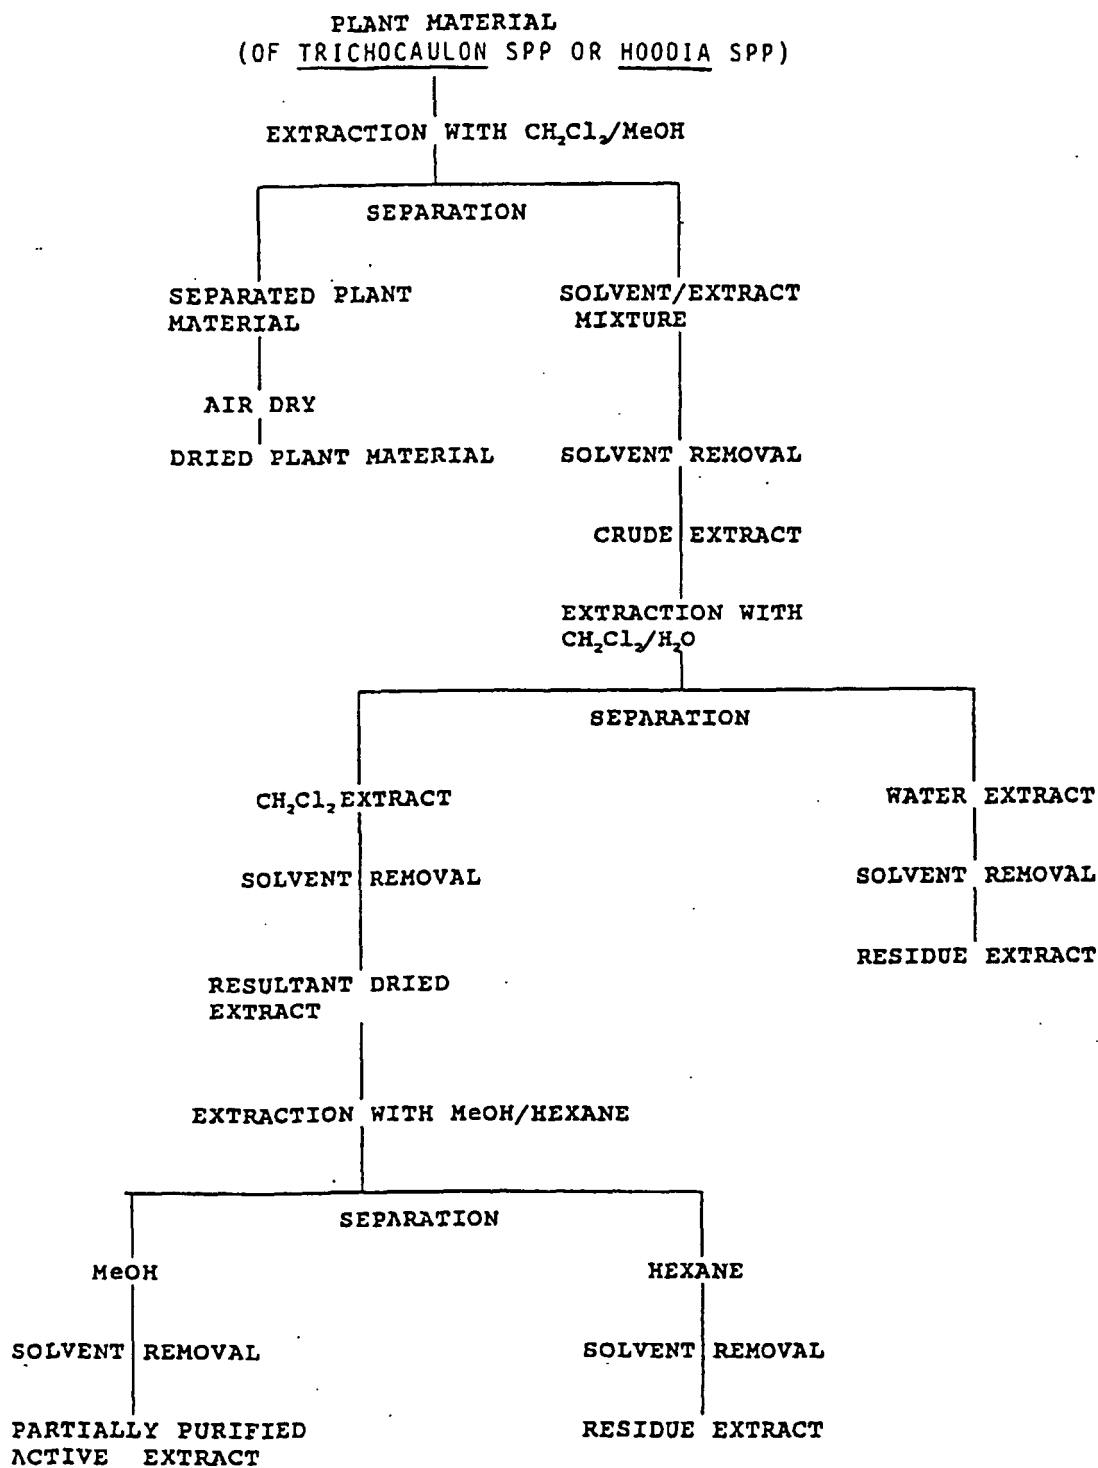 PLANT MATERIAL
(OF TRICHOCAULON SPP OR HOODIA SPP)
EXTRACTION WITH CH₂Cl₂/MeOH
SEPARATION
SEPARATED PLANT
MATERIAL
SOLVENT/EXTRACT
MIXTURE
AIR DRY
DRIED PLANT MATERIAL
SOLVENT REMOVAL
CRUDE EXTRACT
EXTRACTION WITH
CH₂Cl₂/H₂O
SEPARATION
CH₂Cl₂ EXTRACT
WATER EXTRACT
SOLVENT REMOVAL
SOLVENT REMOVAL
RESIDUE EXTRACT
RESULTANT DRIED
EXTRACT
EXTRACTION WITH MeOH/HEXANE
SEPARATION
MeOH
HEXANE
SOLVENT REMOVAL
SOLVENT REMOVAL
PARTIALLY PURIFIED
ACTIVE EXTRACT
RESIDUE EXTRACT